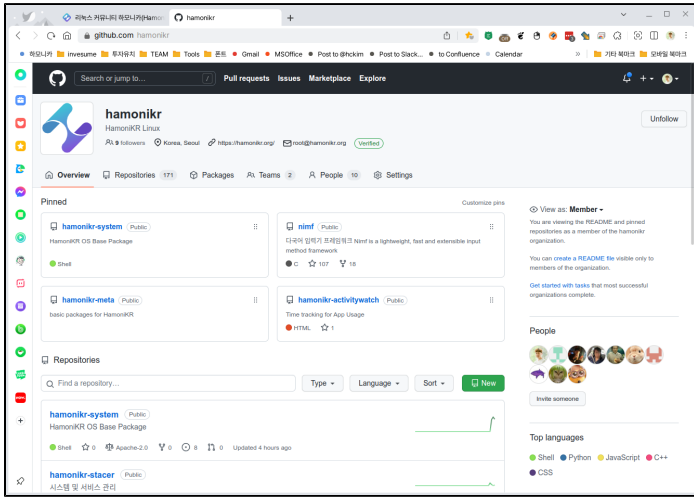 리눅스 커뮤니티 하모니카(Hamon
hamonikr
github.com/hamonikr
하모니카 invesume 투자유치 TEAM Tools 폰트 Gmail MSOffice Post to @hckim Post to Slack... to Confluence Calendar » 기타 북마크 모바일 북마크
Search or jump to... / Pull requests Issues Marketplace Explore
hamonikr
Unfollow
HamoniKR Linux
9 followers Korea, Seoul https://hamonikr.org/ root@hamonikr.org Verified
Overview Repositories 171 Packages Teams 2 People 10 Settings
Pinned
Customize pins
hamonikr-system Public
HamoniKR OS Base Package
Shell
nimf Public
다국어 입력기 프레임워크 Nimf is a lightweight, fast and extensible input
method framework
C 107 18
hamonikr-meta Public
basic packages for HamoniKR
hamonikr-activitywatch Public
Time tracking for App Usage
HTML 1
View as: Member
You are viewing the README and pinned
repositories as a member of the hamonikr
organization.
You can create a README file visible only to
members of the organization.
Get started with tasks that most successful
organizations complete.
Repositories
Find a repository...
Type Language Sort New
hamonikr-system Public
HamoniKR OS Base Package
Shell 0 Apache-2.0 0 8 0 Updated 4 hours ago
hamonikr-stacer Public
시스템 및 서비스 관리
People
Invite someone
Top languages
Shell Python JavaScript C++
CSS